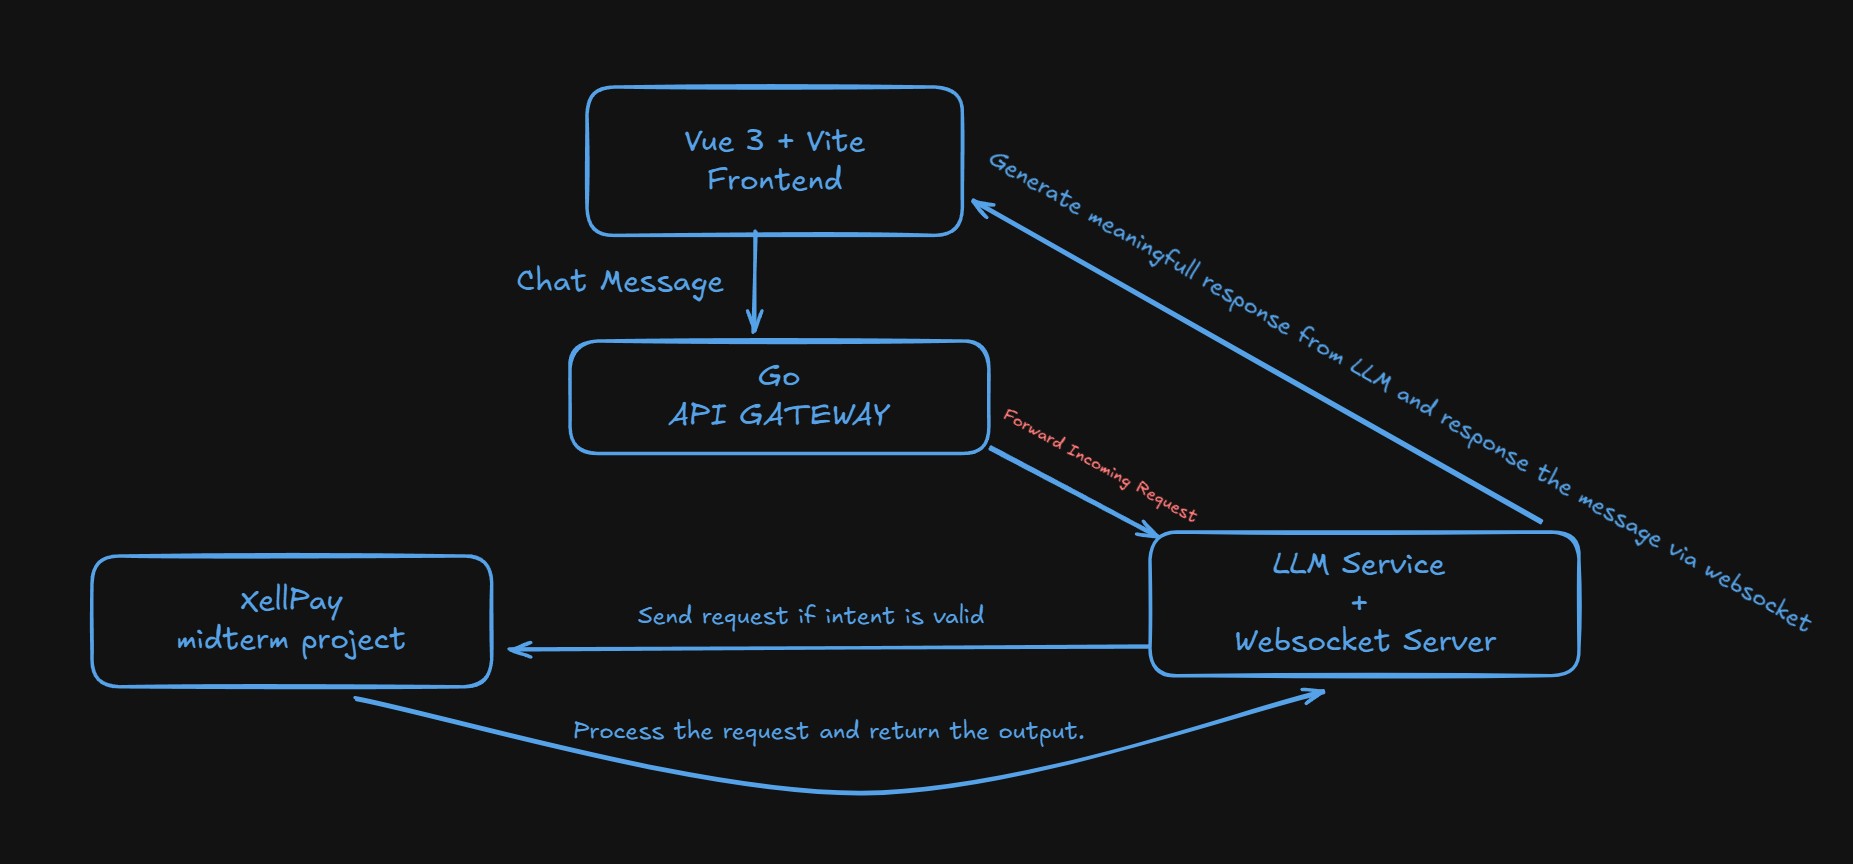 Vue 3 + Vite
Frontend
Generate meaningfull response from LLM and response the message via websocket
Chat Message
Go
API GATEWAY
Forward Incoming Request
LLM Service
+
Websocket Server
XellPay
midterm project
Send request if intent is valid
Process the request and return the output.